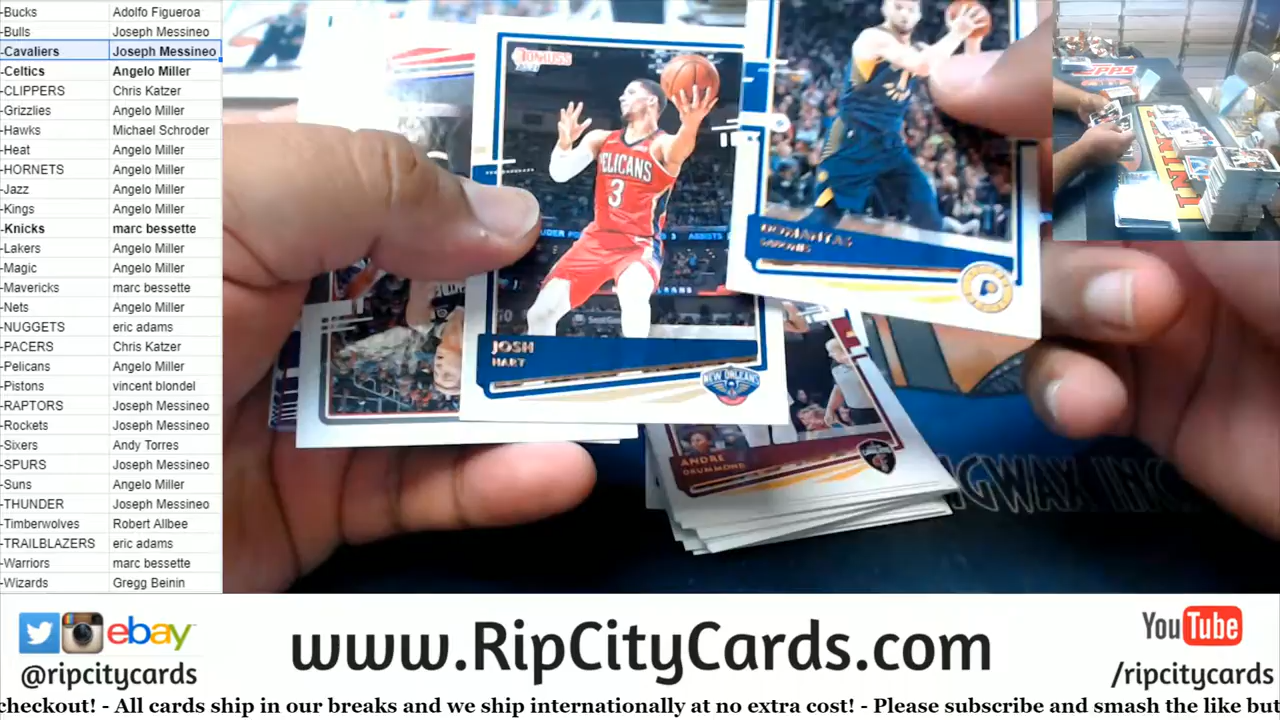 -Bucks Adolfo Figueroa
-Bulls Joseph Messineo
-Cavaliers Joseph Messineo
-Celtics Angelo Miller
-CLIPPERS Chris Katzer
-Grizzlies Angelo Miller
-Hawks Michael Schroder
-Heat Angelo Miller
-HORNETS Angelo Miller
-Jazz Angelo Miller
-Kings Angelo Miller
-Knicks marc bessette
-Lakers Angelo Miller
-Magic Angelo Miller
-Mavericks marc bessette
-Nets Angelo Miller
-NUGGETS eric adams
-PACERS Chris Katzer
-Pelicans Angelo Miller
-Pistons vincent blondel
-RAPTORS Joseph Messineo
-Rockets Joseph Messineo
-Sixers Andy Torres
-SPURS Joseph Messineo
-Suns Angelo Miller
-THUNDER Joseph Messineo
-Timberwolves Robert Allbee
-TRAILBLAZERS eric adams
-Warriors marc bessette
-Wizards Gregg Beinin
DONRUSS
PELICANS
3
JOSH
HART
NEW ORLEANS
DOMANTAS
SABONIS
P
ANDRE
DRUMMOND
PANINI
ebay
@ripcitycards
www.RipCityCards.com
YouTube
/ripcitycards
checkout! - All cards ship in our breaks and we ship internationally at no extra cost! - Please subscribe and smash the like but